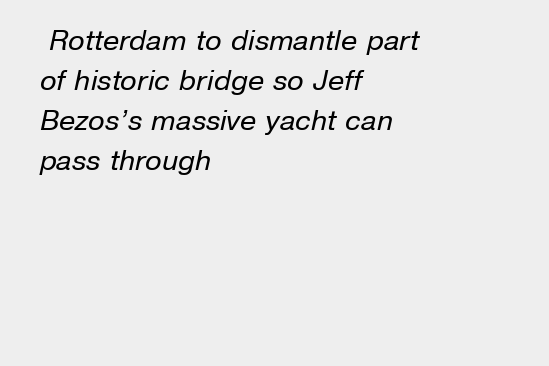 Rotterdam to dismantle part
of historic bridge so Jeff
Bezos’s massive yacht can
pass through